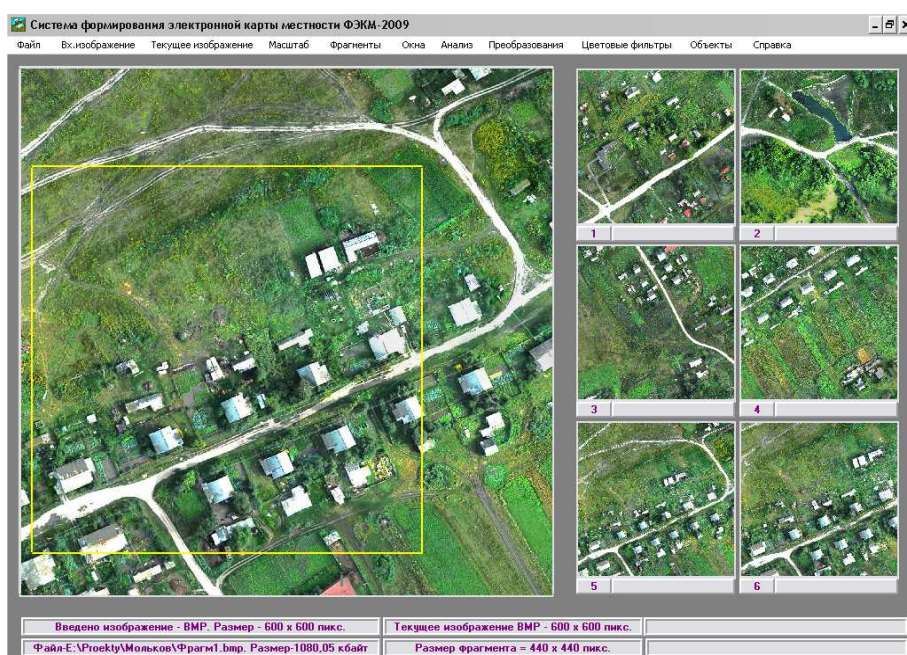 Система формирования электронной карты местности ФЭКМ-2009
Файл Вх.изображение Текущее изображение Масштаб Фрагменты Окна Анализ Преобразования Цветовые фильтры Объекты Справка
1 2
3 4
5 6
Введено изображение - BMP. Размер - 600 x 600 пикс. Текущее изображение BMP - 600 x 600 пикс.
Файл-E:\Proekty\Мольков\Фрагм1.bmp. Размер-1080,05 кбайт Размер фрагмента = 440 x 440 пикс.